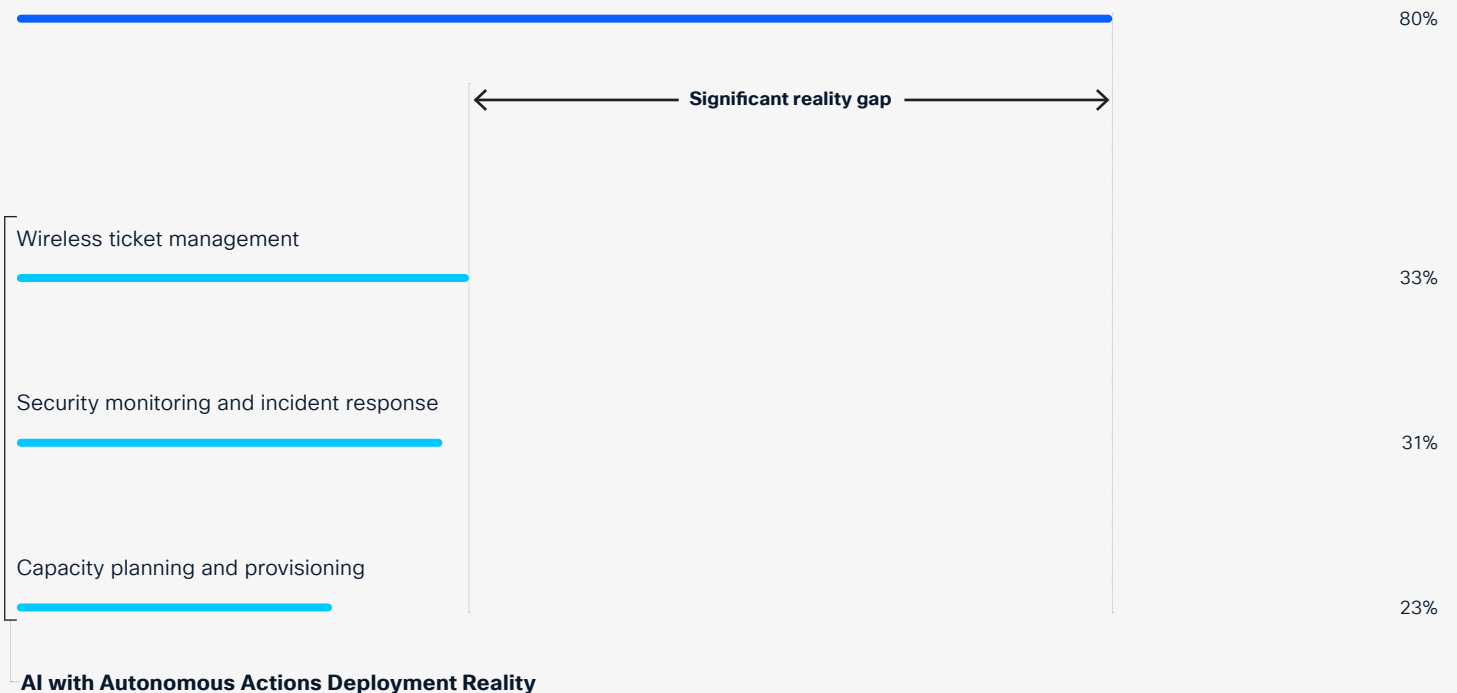 80%
Significant reality gap
Wireless ticket management
33%
Security monitoring and incident response
31%
Capacity planning and provisioning
23%
AI with Autonomous Actions Deployment Reality